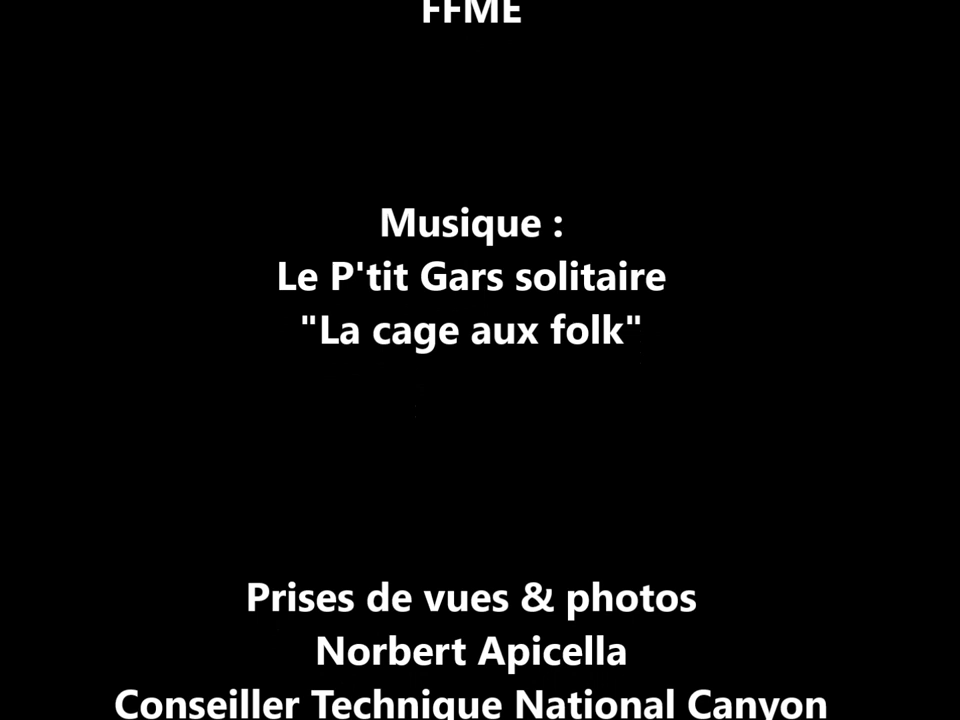 FFME
Musique :
Le P'tit Gars solitaire
"La cage aux folk"
Prises de vues & photos
Norbert Apicella
Conseiller Technique National Canyon